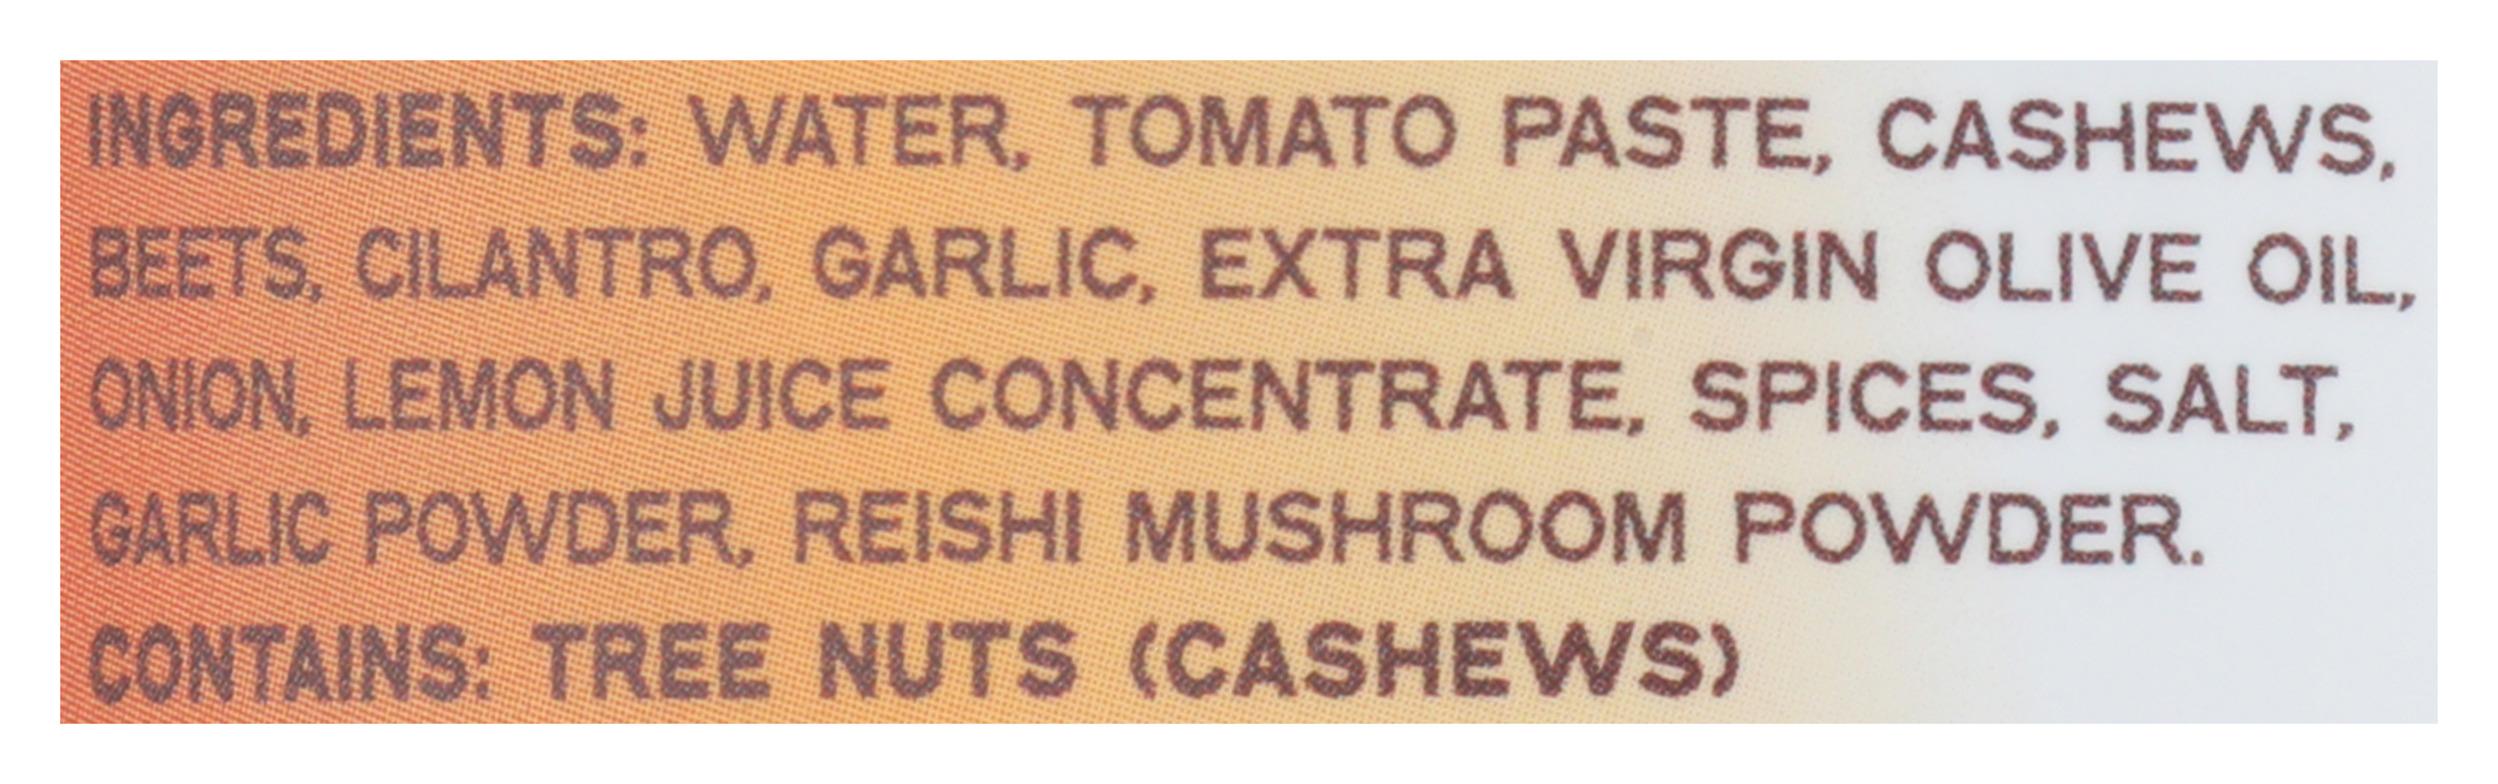 INGREDIENTS: WATER, TOMATO PASTE, CASHEWS,
BEETS, CILANTRO, GARLIC, EXTRA VIRGIN OLIVE OIL,
ONION, LEMON JUICE CONCENTRATE, SPICES, SALT,
GARLIC POWDER, REISHI MUSHROOM POWDER.
CONTAINS: TREE NUTS (CASHEWS)